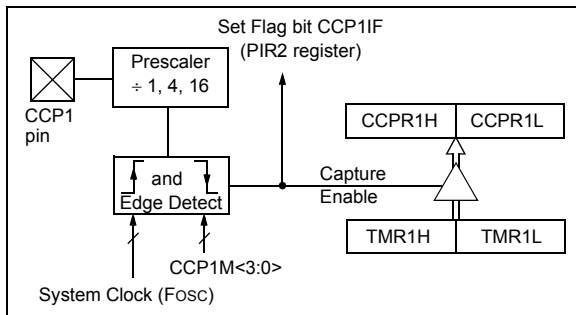 Set Flag bit CCP1IF
(PIR2 register)
Prescaler
÷ 1, 4, 16
CCP1
pin
CCPR1H
CCPR1L
and
Edge Detect
Capture
Enable
TMR1H
TMR1L
CCP1M<3:0>
System Clock (FOSC)